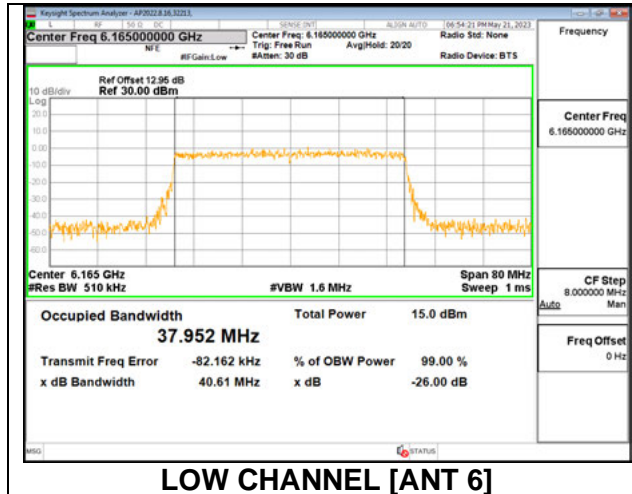 Keysight Spectrum Analyzer - AP2022.8.16,32213,
L RF 50 Ω DC SENSE:INT ALIGN AUTO 06:54:21 PM May 21, 2023
Center Freq 6.165000000 GHz
NFE
#IFGain:Low
Center Freq: 6.165000000 GHz
Trig: Free Run Avg|Hold: 20/20
#Atten: 30 dB
Radio Std: None
Radio Device: BTS
Frequency
Ref Offset 12.95 dB
10 dB/div Ref 30.00 dBm
Log
20.0
10.0
0.00
-10.0
-20.0
-30.0
-40.0
-50.0
-60.0
Center Freq
6.165000000 GHz
Center 6.165 GHz Span 80 MHz
#Res BW 510 kHz #VBW 1.6 MHz Sweep 1 ms
CF Step
8.000000 MHz
Auto Man
Freq Offset
0 Hz
Occupied Bandwidth Total Power 15.0 dBm
37.952 MHz
Transmit Freq Error -82.162 kHz % of OBW Power 99.00 %
x dB Bandwidth 40.61 MHz x dB -26.00 dB
MSG STATUS
LOW CHANNEL [ANT 6]